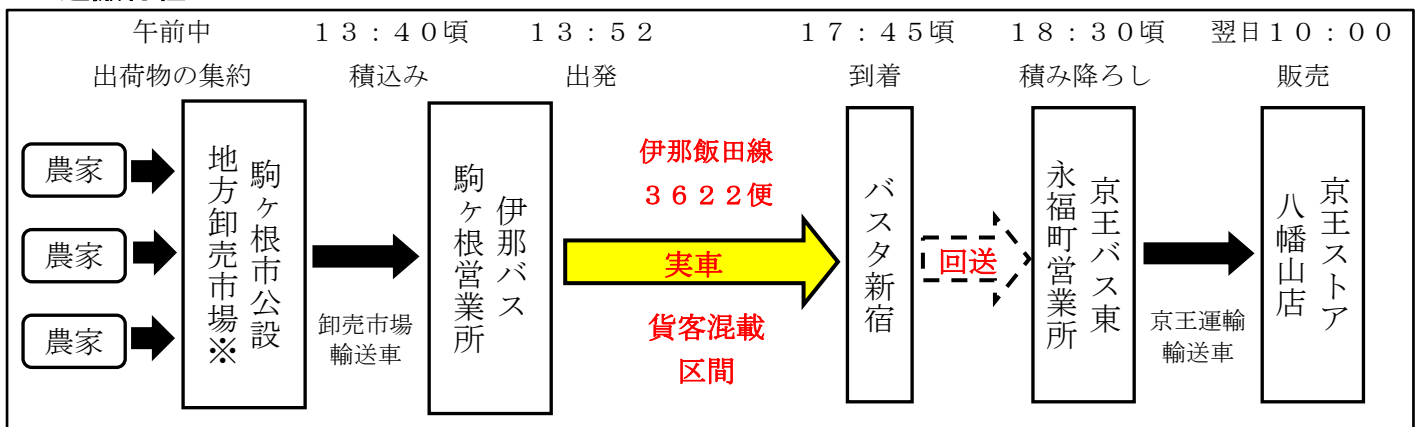 午前中 13:40頃 13:52 17:45頃 18:30頃 翌日10:00
出荷物の集約 積込み 出発 到着 積み降ろし 販売
農家
農家
農家
駒ヶ根市公設
地方卸売市場※
卸売市場
輸送車
伊那バス
駒ヶ根営業所
伊那飯田線
3622便
実車
貨客混載
区間
バスタ新宿
回送
京王バス東
永福町営業所
京王運輸
輸送車
京王ストア
八幡山店